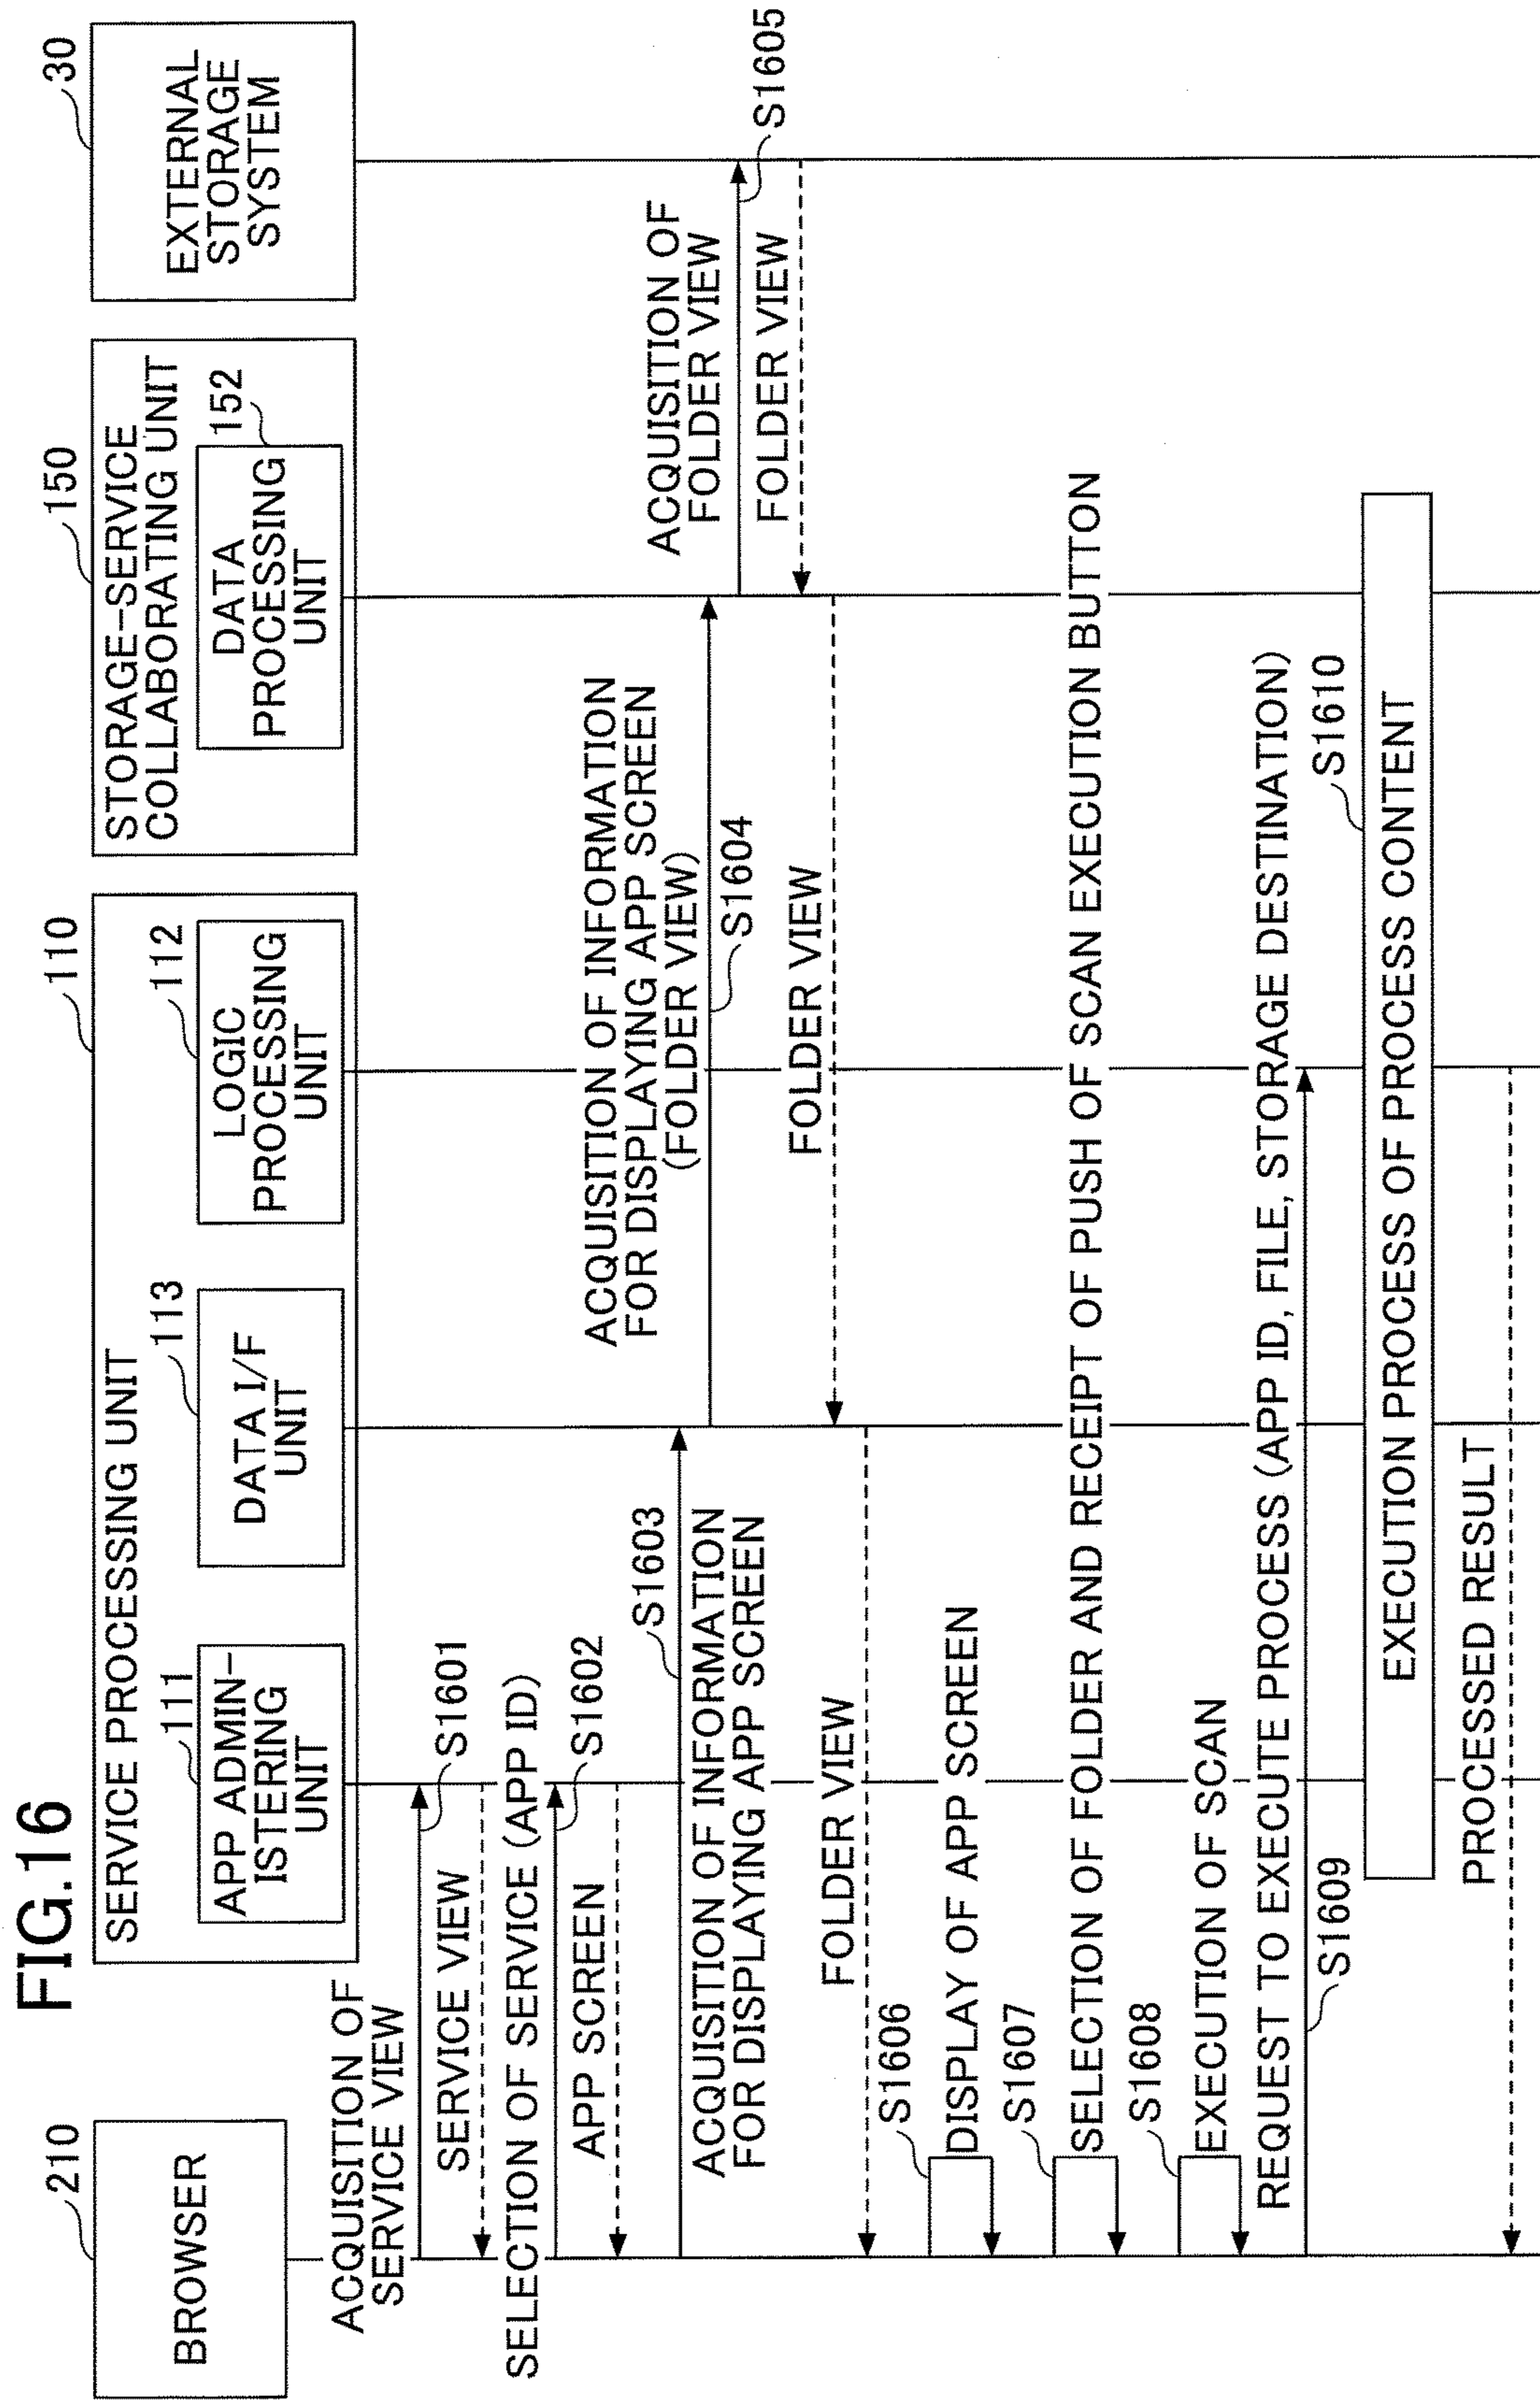 FIG.16
210
BROWSER
SERVICE PROCESSING UNIT
110
111
APP ADMIN-
ISTERING
UNIT
113
DATA I/F
UNIT
112
LOGIC
PROCESSING
UNIT
150
STORAGE-SERVICE
COLLABORATING UNIT
152
DATA
PROCESSING
UNIT
30
EXTERNAL
STORAGE
SYSTEM
ACQUISITION OF
SERVICE VIEW
S1601
SERVICE VIEW
SELECTION OF SERVICE (APP ID)
S1602
APP SCREEN
S1603
ACQUISITION OF INFORMATION
FOR DISPLAYING APP SCREEN
ACQUISITION OF INFORMATION
FOR DISPLAYING APP SCREEN
(FOLDER VIEW)
S1604
ACQUISITION OF
FOLDER VIEW
S1605
FOLDER VIEW
FOLDER VIEW
FOLDER VIEW
S1606
DISPLAY OF APP SCREEN
S1607
SELECTION OF FOLDER AND RECEIPT OF PUSH OF SCAN EXECUTION BUTTON
S1608
EXECUTION OF SCAN
REQUEST TO EXECUTE PROCESS (APP ID, FILE, STORAGE DESTINATION)
S1609
S1610
EXECUTION PROCESS OF PROCESS CONTENT
PROCESSED RESULT